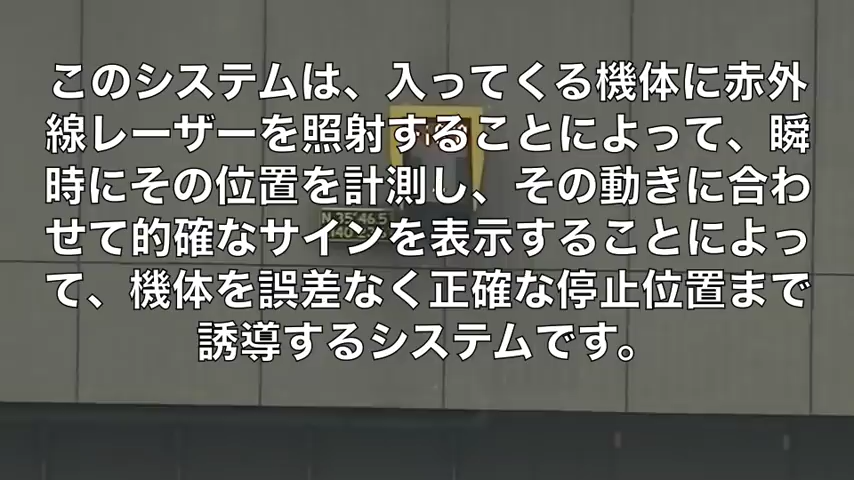 このシステムは、入ってくる機体に赤外
線レーザーを照射することによって、瞬
時にその位置を計測し、その動きに合わ
せて的確なサインを表示することによっ
て、機体を誤差なく正確な停止位置まで
誘導するシステムです。
N 35°46.5